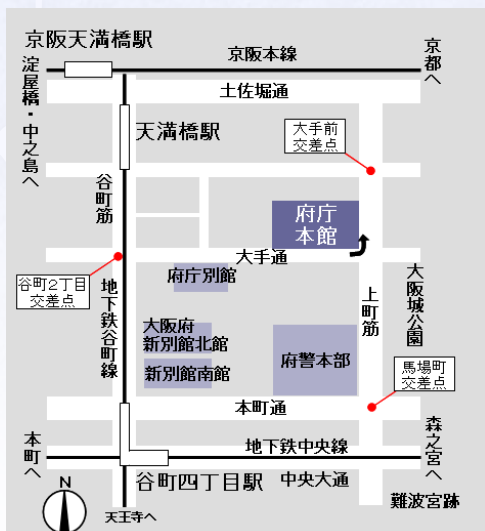 京阪天満橋駅
京阪本線
京都へ
淀屋橋・中之島へ
土佐堀通
天満橋駅
大手前
交差点
谷町筋
府庁
本館
大手通
谷町2丁目
交差点
府庁別館
地下鉄谷町線
上町筋
大阪城公園
大阪府
新別館北館
新別館南館
府警本部
馬場町
交差点
本町通
本町へ
地下鉄中央線
森之宮へ
谷町四丁目駅
中央大通
難波宮跡
N
天王寺へ